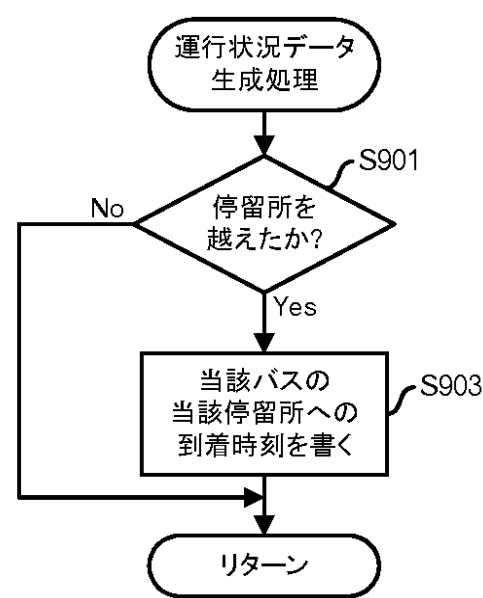 運行状況データ
生成処理
S901
No
停留所を
越えたか?
Yes
当該バスの
当該停留所への
到着時刻を書く
S903
リターン